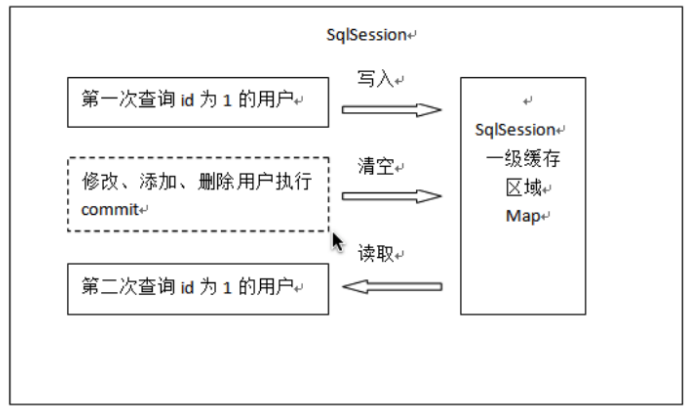 SqlSession
第一次查询 id 为 1 的用户
写入
修改、添加、删除用户执行
commit
清空
第二次查询 id 为 1 的用户
读取
SqlSession
一级缓存
区域
Map